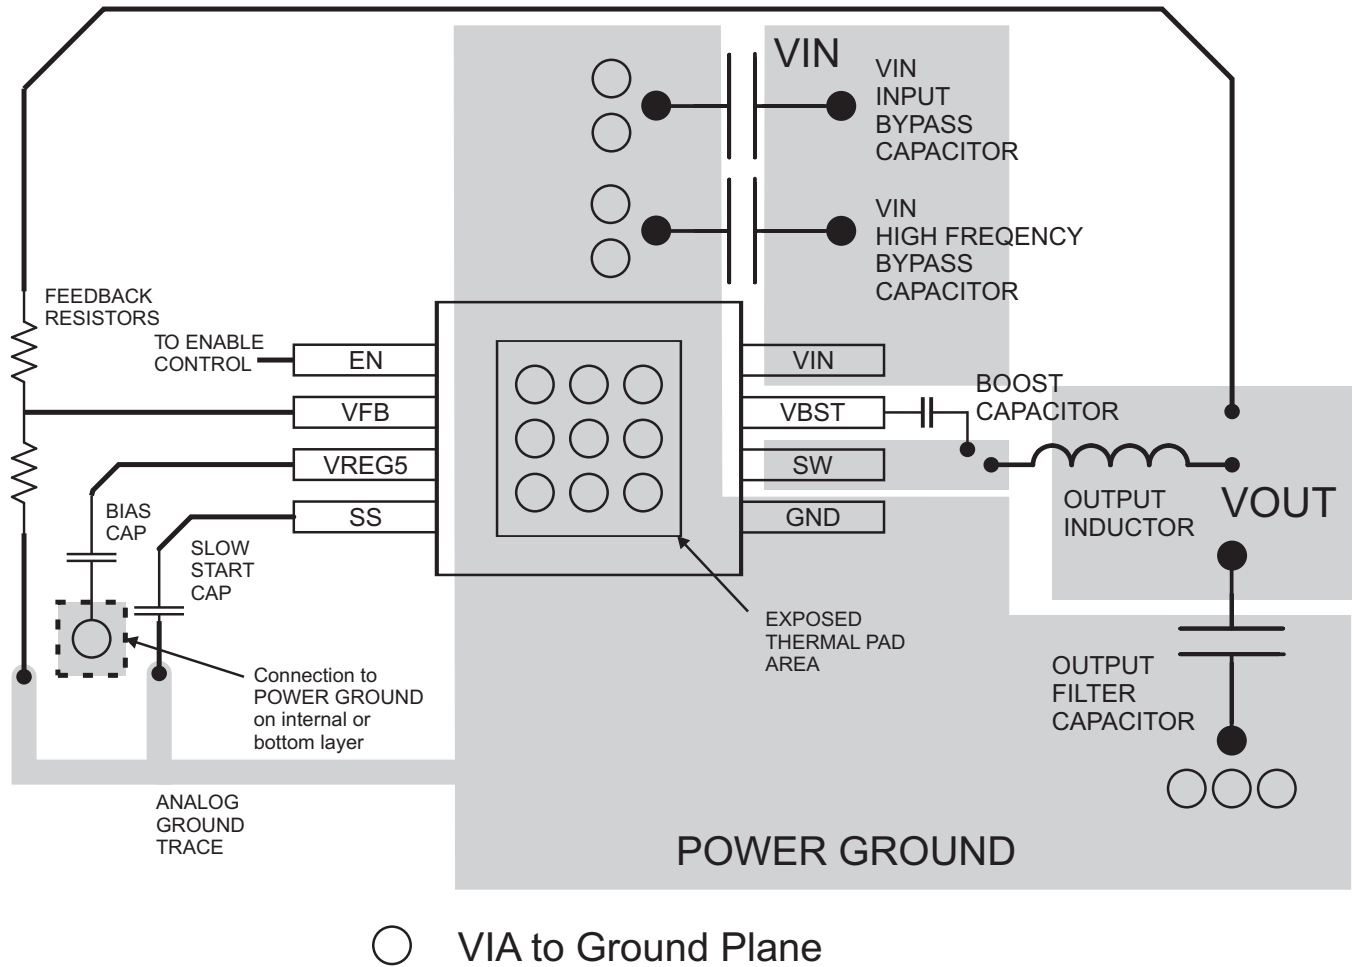 VIN
VIN
INPUT
BYPASS
CAPACITOR
VIN
HIGH FREQENCY
BYPASS
CAPACITOR
FEEDBACK
RESISTORS
TO ENABLE
CONTROL
EN
VFB
VREG5
SS
VIN
VBST
SW
GND
BOOST
CAPACITOR
OUTPUT
INDUCTOR
VOUT
BIAS
CAP
SLOW
START
CAP
EXPOSED
THERMAL PAD
AREA
Connection to
POWER GROUND
on internal or
bottom layer
OUTPUT
FILTER
CAPACITOR
ANALOG
GROUND
TRACE
POWER GROUND
VIA to Ground Plane